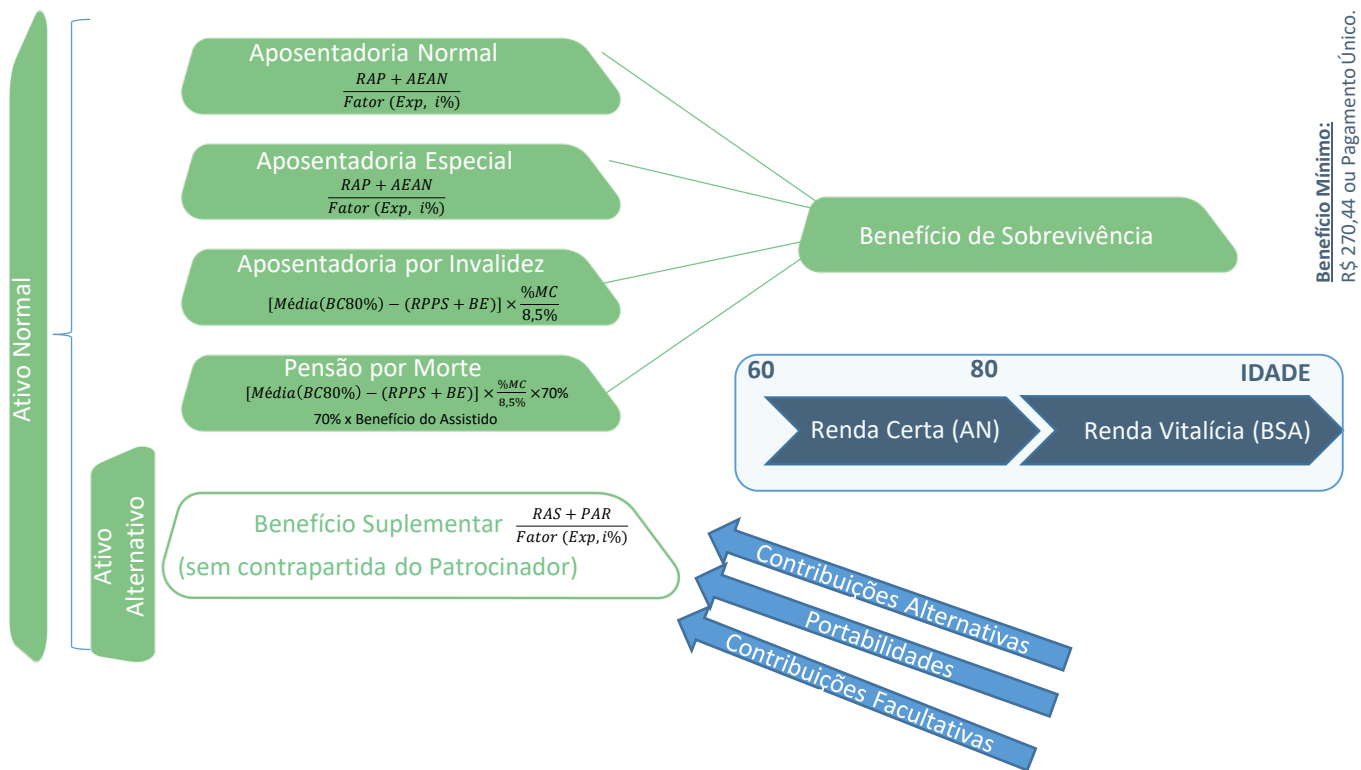 Ativo Normal
Aposentadoria Normal
RAP + AEAN
Fator (Exp, i%)
Aposentadoria Especial
RAP + AEAN
Fator (Exp, i%)
Aposentadoria por Invalidez
[Média(BC80%) − (RPPS + BE)] × %MC
8,5%
Pensão por Morte
[Média(BC80%) − (RPPS + BE)] × %MC
8,5%
×70%
70% x Benefício do Assistido
Benefício de Sobrevivência
Benefício Mínimo:
R$ 270,44 ou Pagamento Único.
60
80
IDADE
Renda Certa (AN)
Renda Vitalícia (BSA)
Ativo
Alternativo
Benefício Suplementar
RAS + PAR
Fator (Exp, i%)
(sem contrapartida do Patrocinador)
Contribuições Alternativas
Portabilidades
Contribuições Facultativas